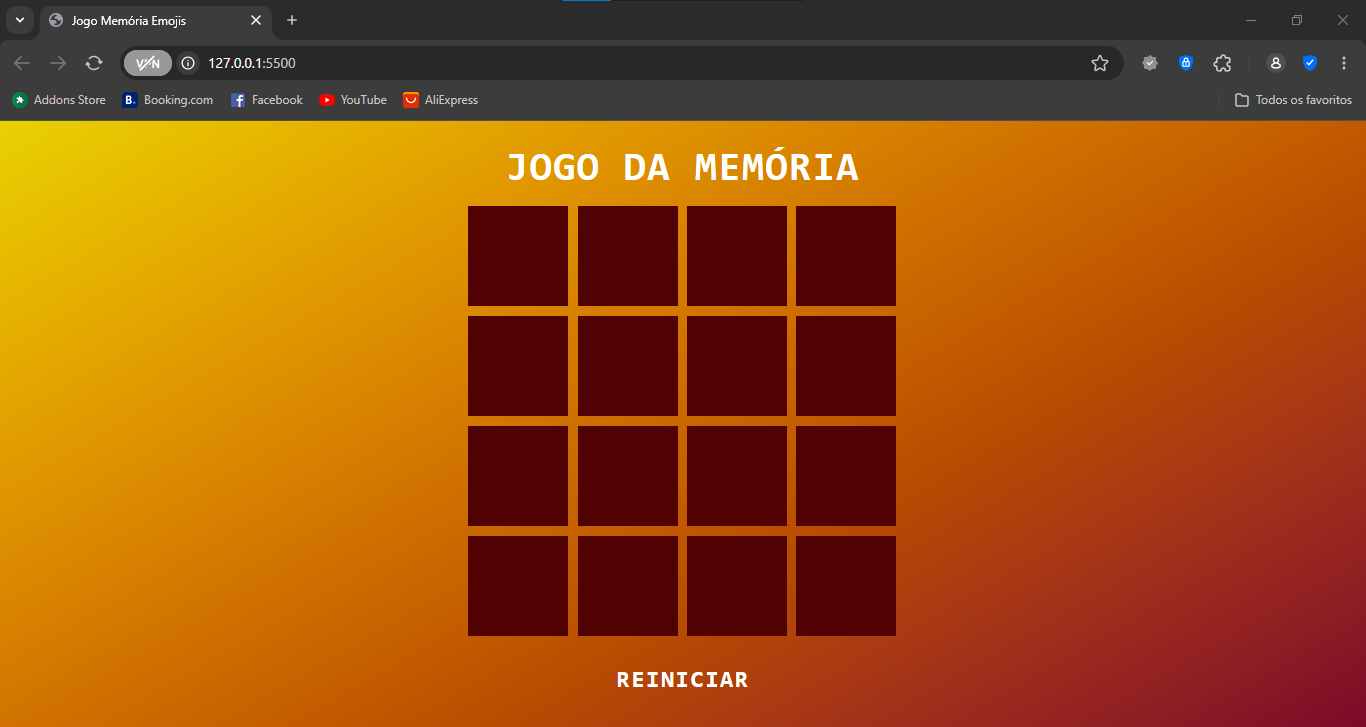 Jogo Memória Emojis
VPN
127.0.0.1:5500
Addons Store
B. Booking.com
Facebook
YouTube
AliExpress
Todos os favoritos
JOGO DA MEMÓRIA
REINICIAR